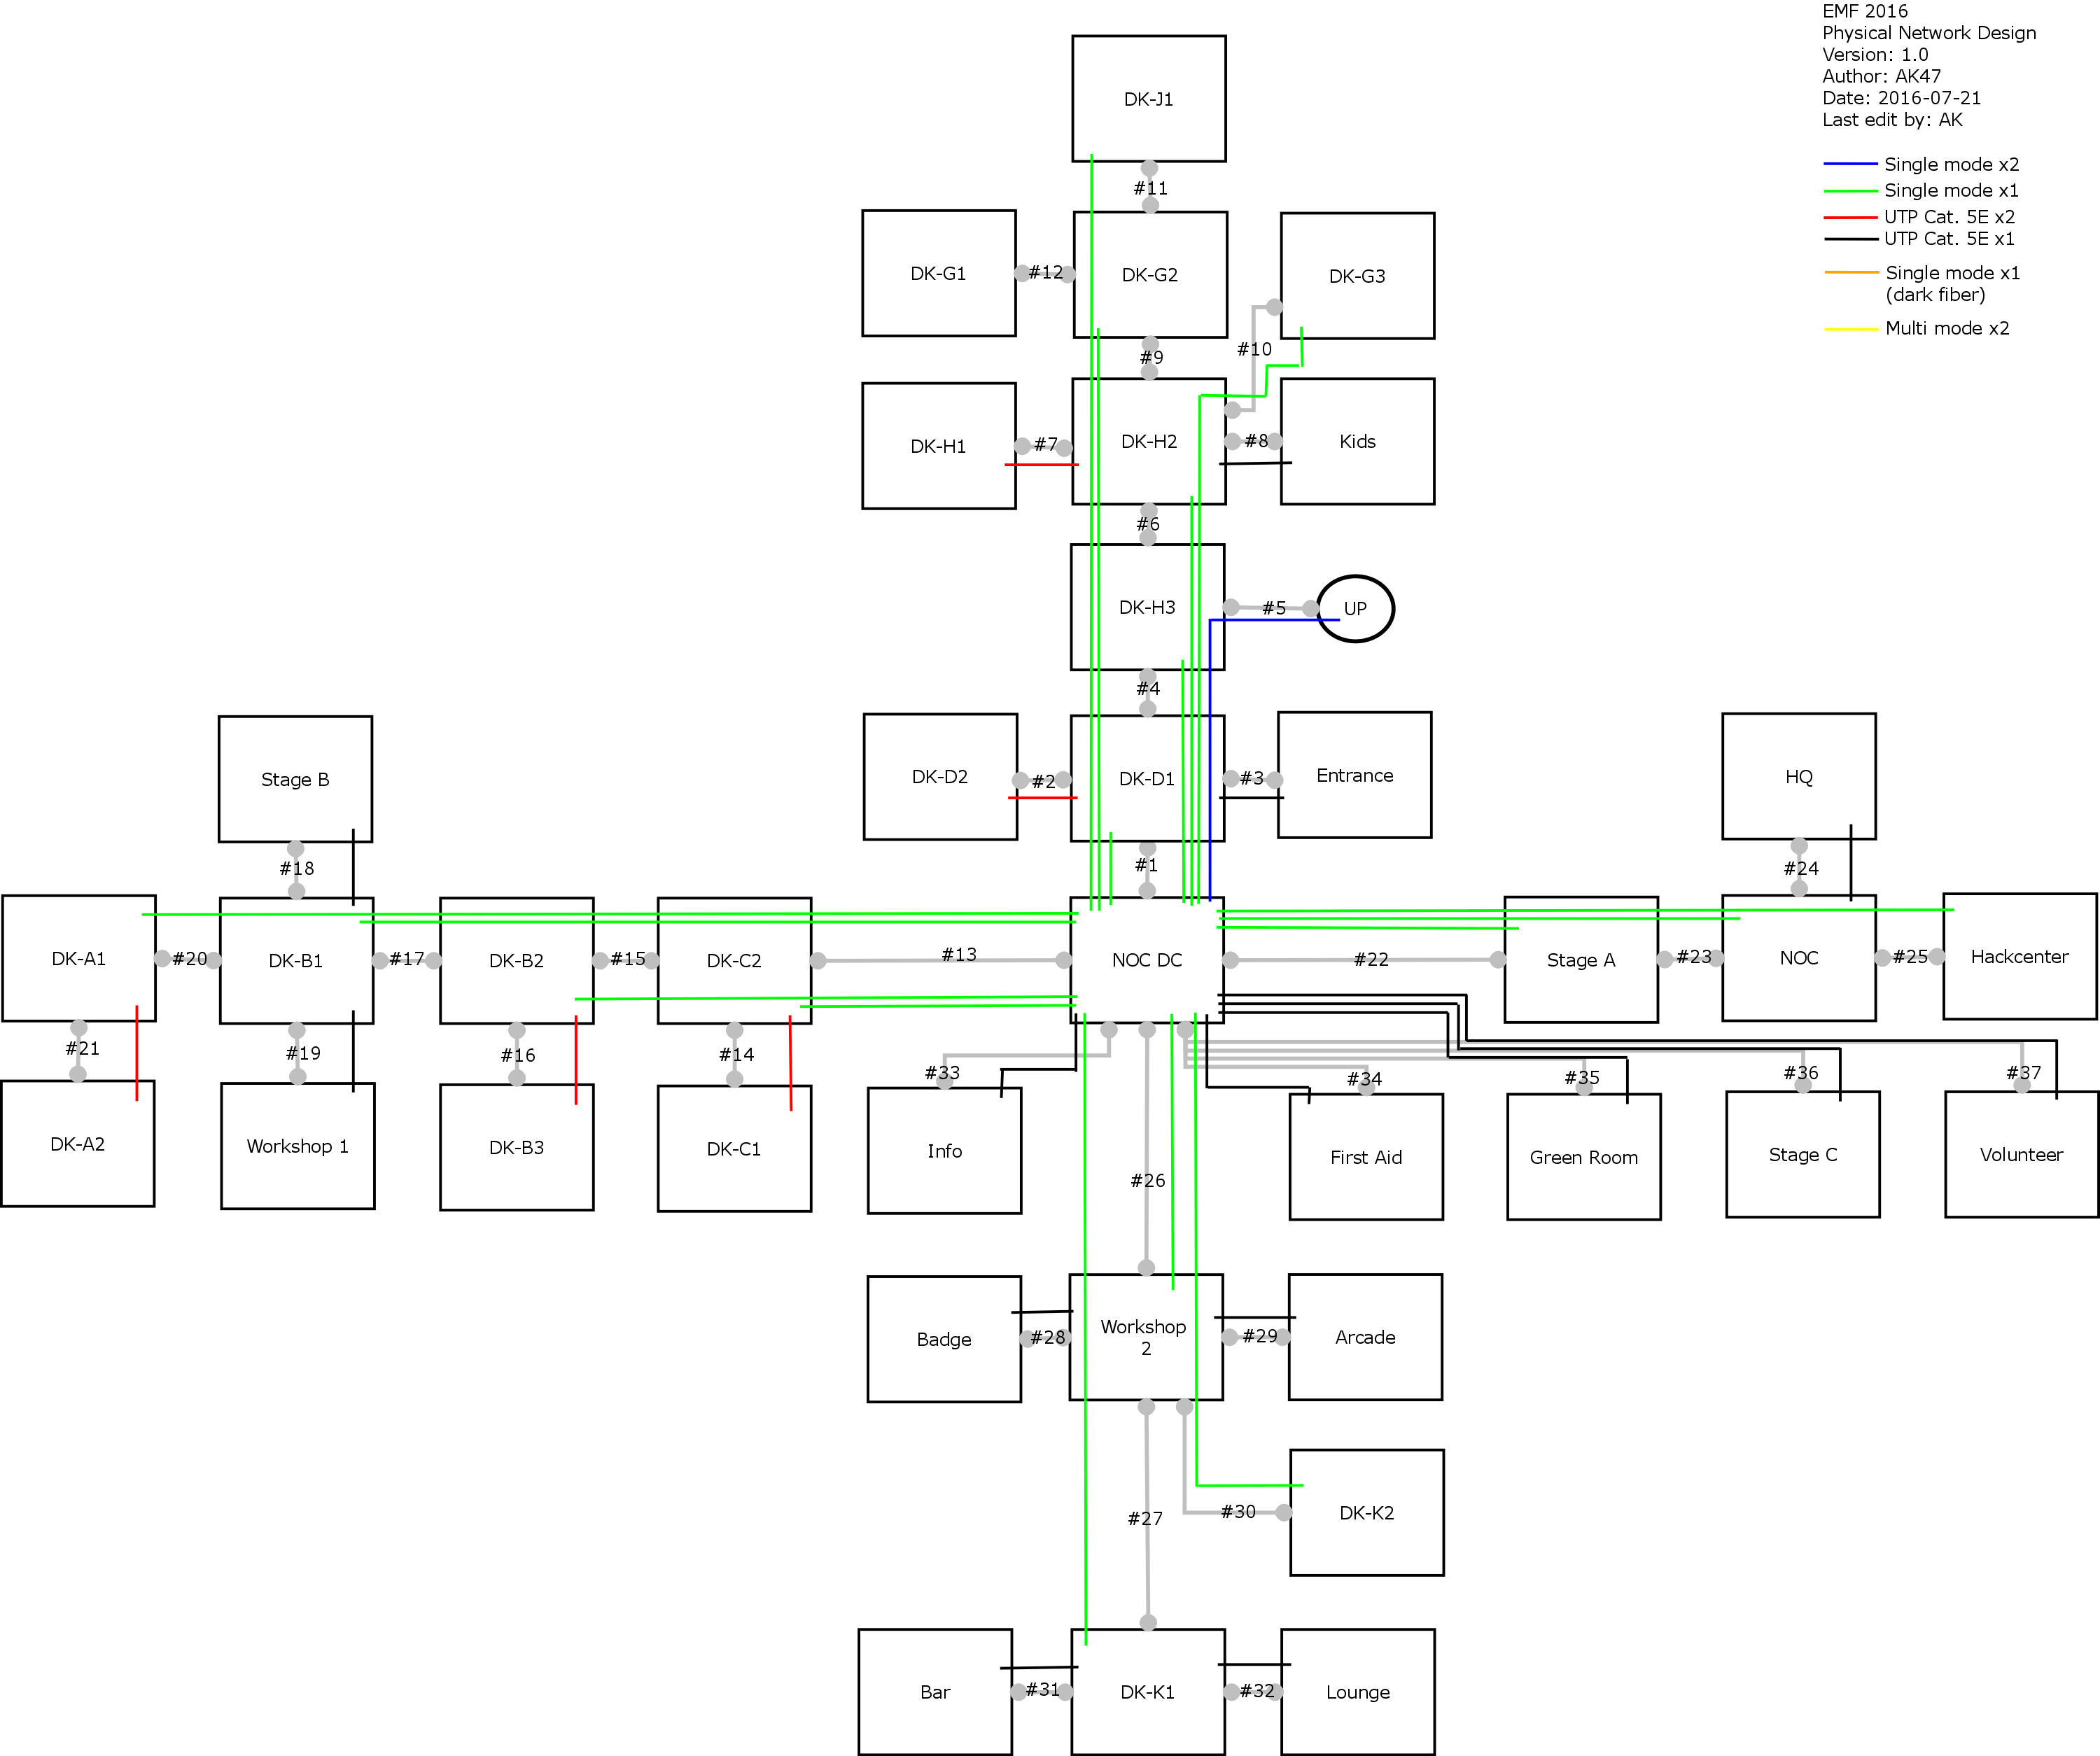 EMF 2016
Physical Network Design
Version: 1.0
Author: AK47
Date: 2016-07-21
Last edit by: AK
Single mode x2
Single mode x1
UTP Cat. 5E x2
UTP Cat. 5E x1
Single mode x1
(dark fiber)
Multi mode x2
DK-J1
#11
DK-G1
#12
DK-G2
DK-G3
#10
#9
DK-H1
#7
DK-H2
#8
Kids
#6
DK-H3
#5
UP
#4
DK-D2
#2
DK-D1
#3
Entrance
Stage B
HQ
#18
#1
#24
DK-A1
#20
DK-B1
#17
DK-B2
#15
DK-C2
#13
NOC DC
#22
Stage A
#23
NOC
#25
Hackcenter
#21
#19
#16
#14
#33
#34
#35
#36
#37
DK-A2
Workshop 1
DK-B3
DK-C1
Info
First Aid
Green Room
Stage C
Volunteer
#26
Badge
#28
Workshop
2
#29
Arcade
#27
#30
DK-K2
Bar
#31
DK-K1
#32
Lounge